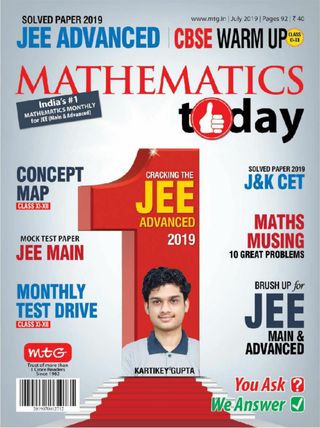 SOLVED PAPER 2019
JEE ADVANCED
www.mtg.in | July 2019 | Pages 92 | ₹ 40
CBSE WARM UP
CLASS XI-XII
MATHEMATICS
today
India's #1
MATHEMATICS MONTHLY
for JEE (Main & Advanced)
CONCEPT
MAP
CLASS XI-XII
MOCK TEST PAPER
JEE MAIN
MONTHLY
TEST DRIVE
CLASS XI-XII
CRACKING THE
JEE
ADVANCED
2019
SOLVED PAPER 2019
J&K CET
MATHS
MUSING
10 GREAT PROBLEMS
BRUSH UP for
JEE
MAIN &
ADVANCED
KARTIKEY GUPTA
mtG
Trust of more than
1 Crore Readers
Since 1982
You Ask ?
We Answer ✓